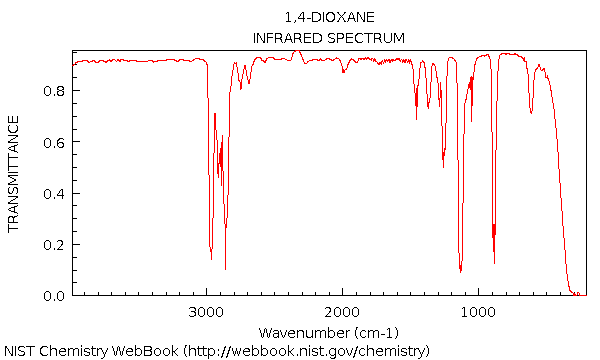 1,4-DIOXANE
INFRARED SPECTRUM
TRANSMITTANCE
0.8
0.6
0.4
0.2
0.0
3000 2000 1000
Wavenumber (cm-1)
NIST Chemistry WebBook (http://webbook.nist.gov/chemistry)